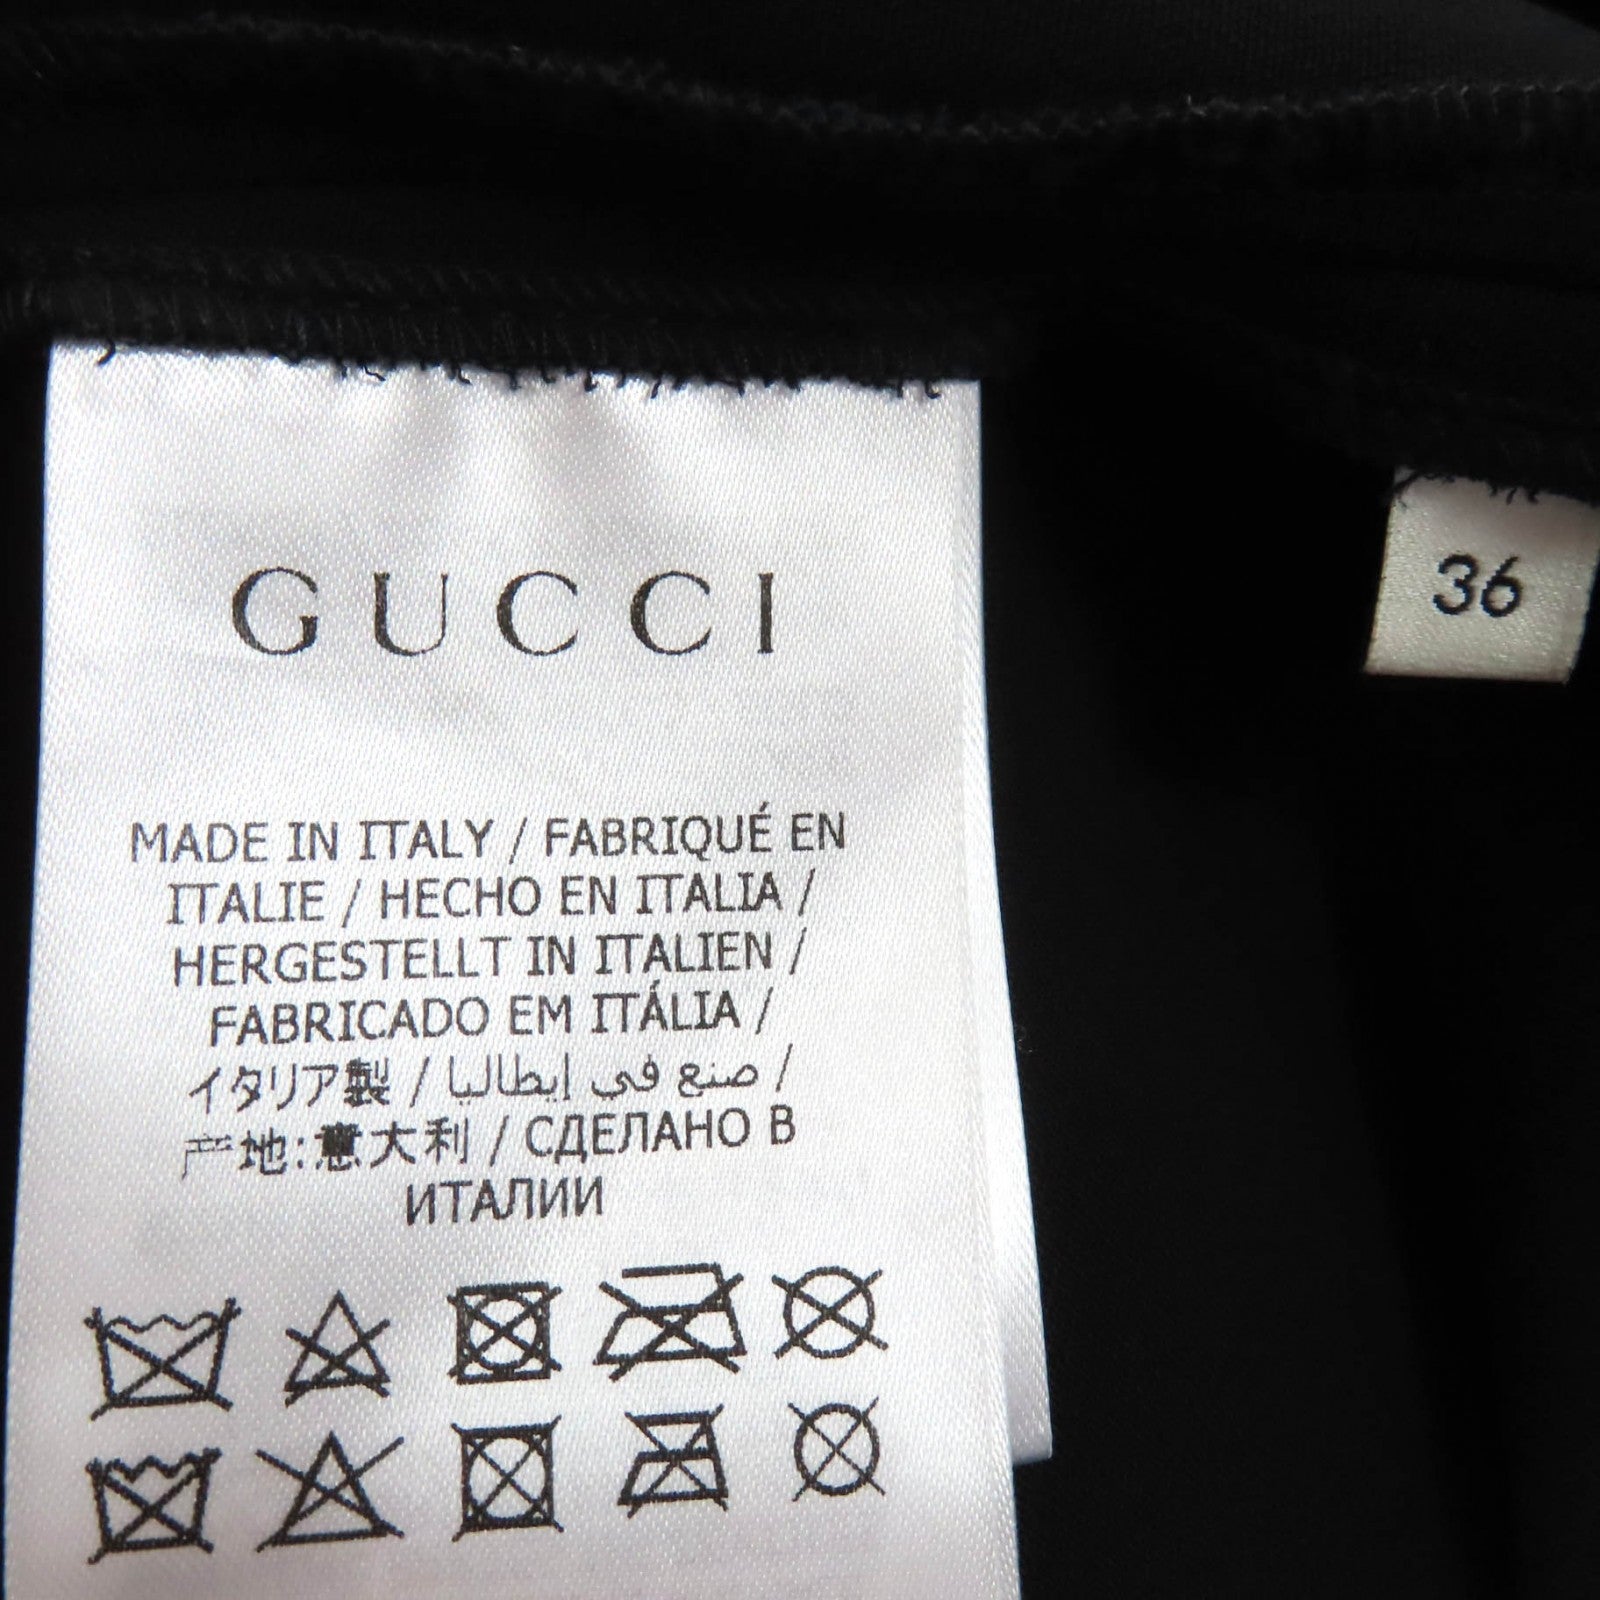 GUCCI
36
MADE IN ITALY / FABRIQUÉ EN
ITALIE / HECHO EN ITALIA /
HERGESTELLT IN ITALIEN /
FABRICADO EM ITÁLIA /
イタリア製 / صنع في إيطاليا /
产地:意大利 / СДЕЛАНО В
ИТАЛИИ